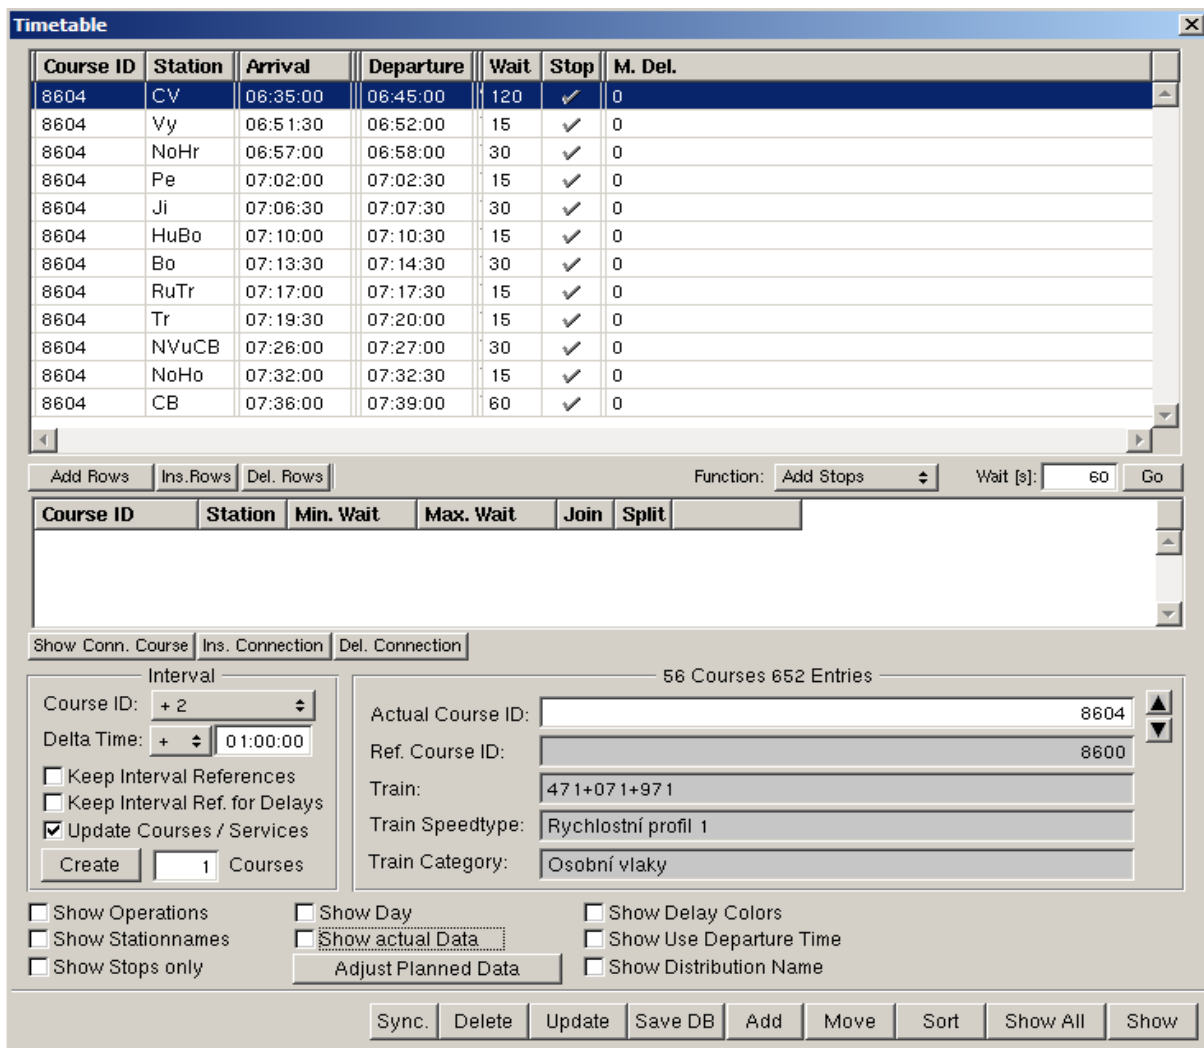 Timetable
Course ID Station Arrival Departure Wait Stop M. Del.
8604 CV 06:35:00 06:45:00 120 0
8604 Vy 06:51:30 06:52:00 15 0
8604 NoHr 06:57:00 06:58:00 30 0
8604 Pe 07:02:00 07:02:30 15 0
8604 Ji 07:06:30 07:07:30 30 0
8604 HuBo 07:10:00 07:10:30 15 0
8604 Bo 07:13:30 07:14:30 30 0
8604 RuTr 07:17:00 07:17:30 15 0
8604 Tr 07:19:30 07:20:00 15 0
8604 NVuCB 07:26:00 07:27:00 30 0
8604 NoHo 07:32:00 07:32:30 15 0
8604 CB 07:36:00 07:39:00 60 0
Add Rows Ins.Rows Del. Rows Function: Add Stops Wait [s]: 60 Go
Course ID Station Min. Wait Max. Wait Join Split
Show Conn. Course Ins. Connection Del. Connection
Interval
Course ID: + 2
Delta Time: + 01:00:00
Keep Interval References
Keep Interval Ref. for Delays
Update Courses / Services
Create 1 Courses
56 Courses 652 Entries
Actual Course ID: 8604
Ref. Course ID: 8600
Train: 471+071+971
Train Speedtype: Rychlostní profil 1
Train Category: Osobní vlaky
Show Operations Show Day Show Delay Colors
Show Stationnames Show actual Data Show Use Departure Time
Show Stops only Adjust Planned Data Show Distribution Name
Sync. Delete Update Save DB Add Move Sort Show All Show